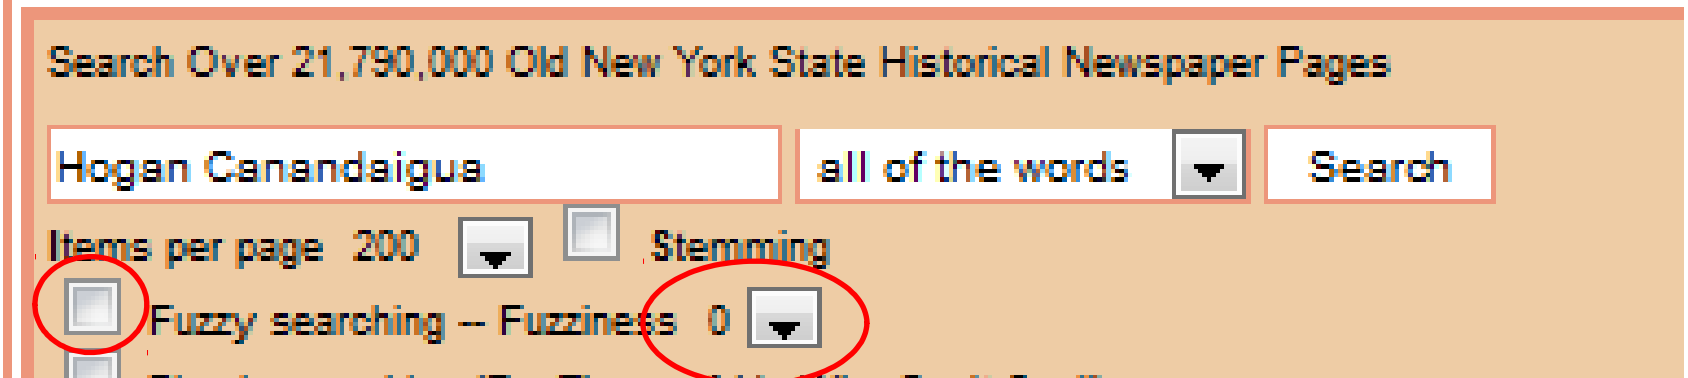 Search Over 21,790,000 Old New York State Historical Newspaper Pages
Hogan Canandaigua all of the words Search
Items per page 200 Stemming
Fuzzy searching -- Fuzziness 0